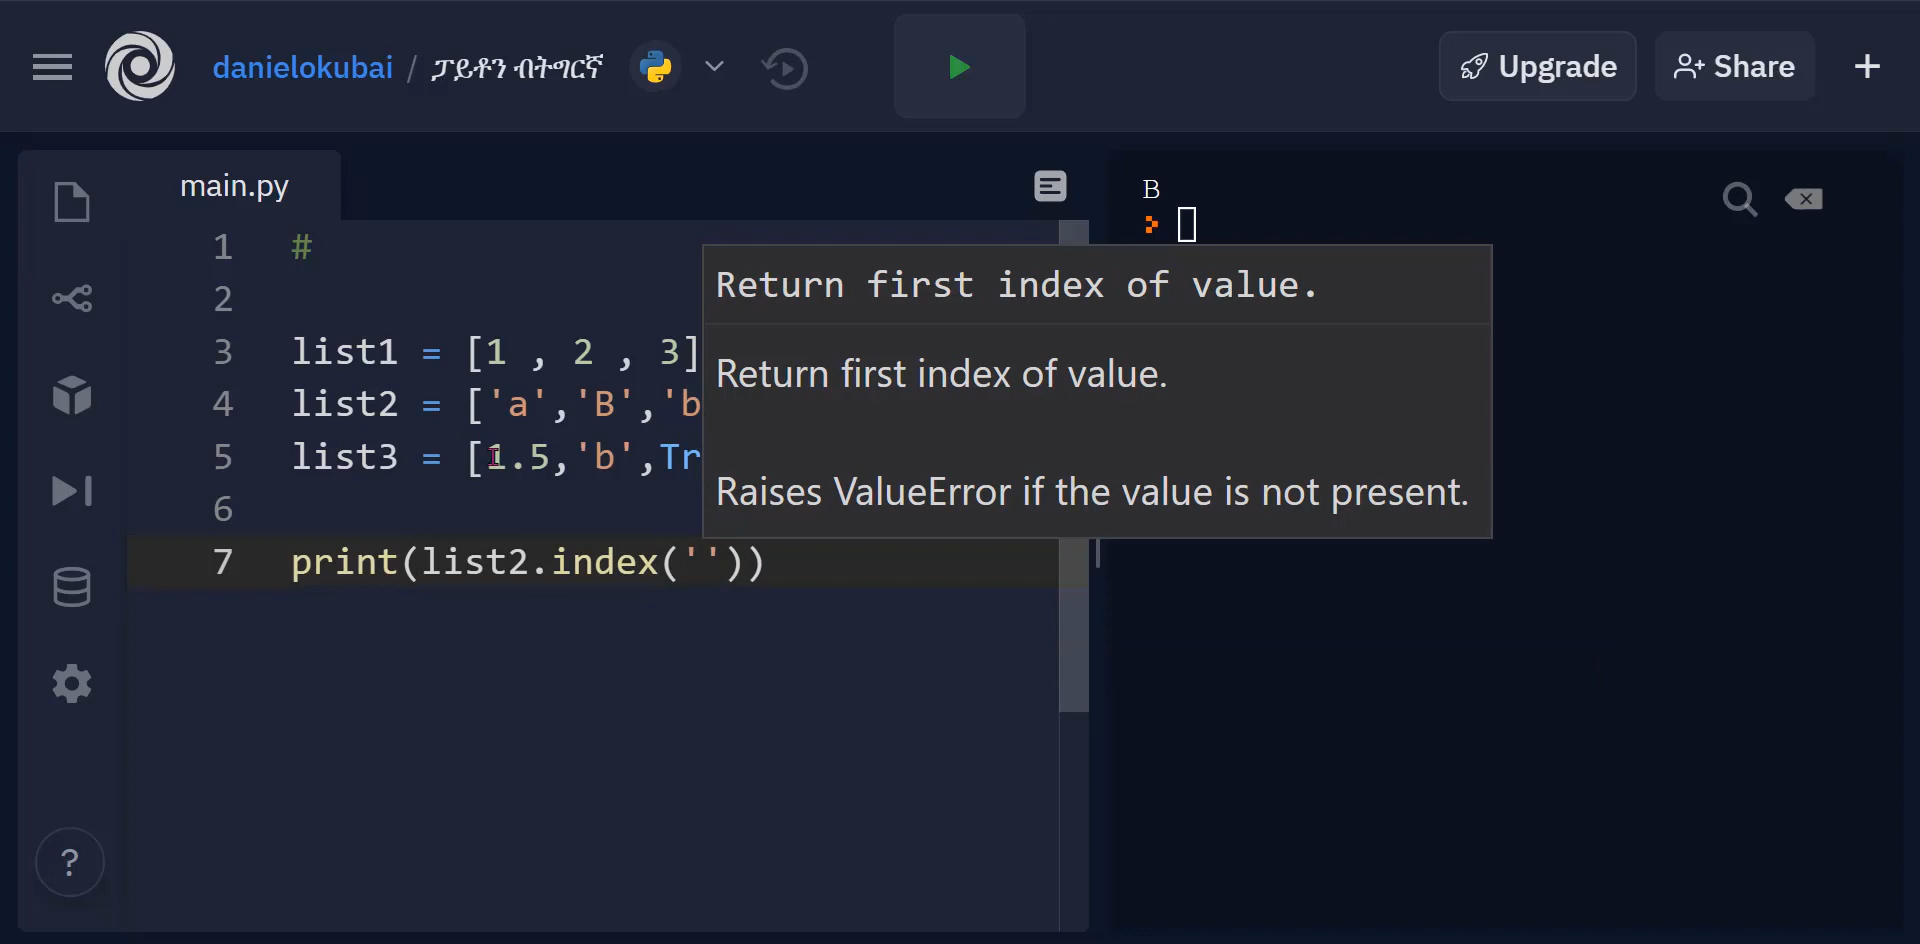 danielokubai / ፓይቶን ብትግርኛ
Upgrade
Share
main.py
B
1 #
2
3 list1 = [1 , 2 , 3]
4 list2 = ['a','B','b
5 list3 = [1.5,'b',Tr
6
7 print(list2.index(''))
Return first index of value.
Return first index of value.
Raises ValueError if the value is not present.
?